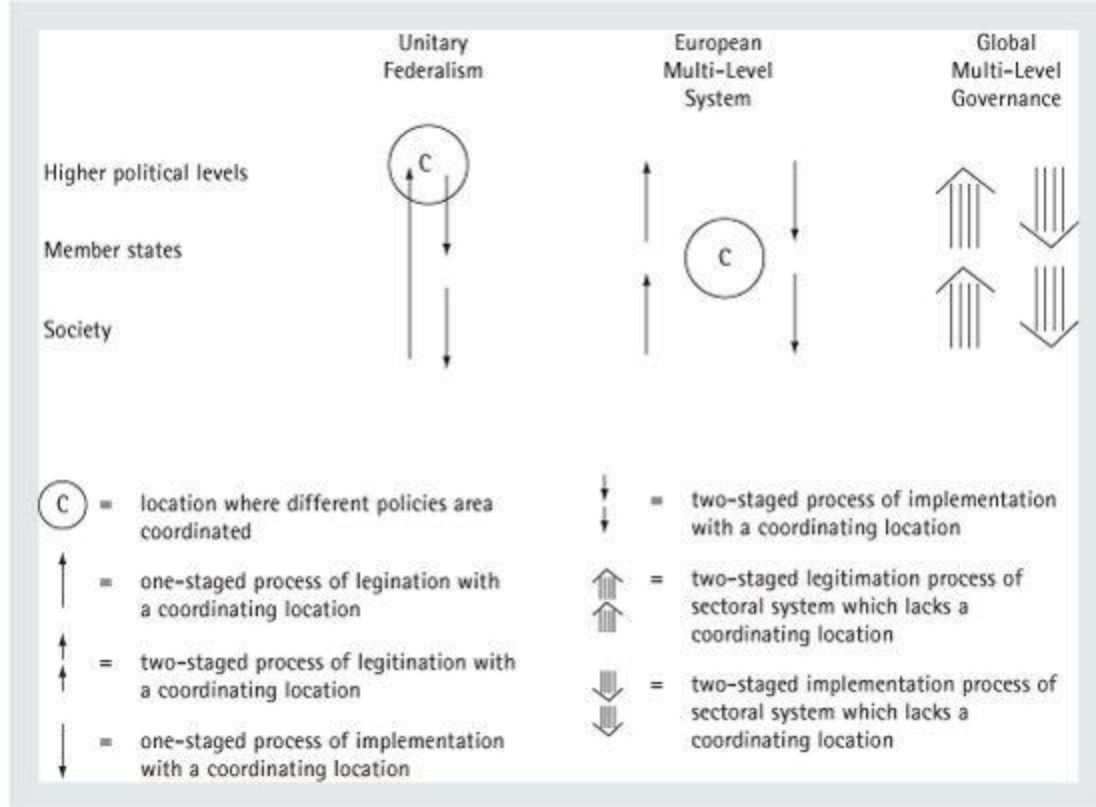 Unitary
Federalism
European
Multi-Level
System
Global
Multi-Level
Governance
C
Higher political levels
Member states
C
Society
C = location where different policies area
coordinated
= one-staged process of legination with
a coordinating location
= two-staged process of legitination with
a coordinating location
= one-staged process of implementation
with a coordinating location
= two-staged process of implementation
with a coordinating location
= two-staged legitimation process of
sectoral system which lacks a
coordinating location
= two-staged implementation process of
sectoral system which lacks a
coordinating location